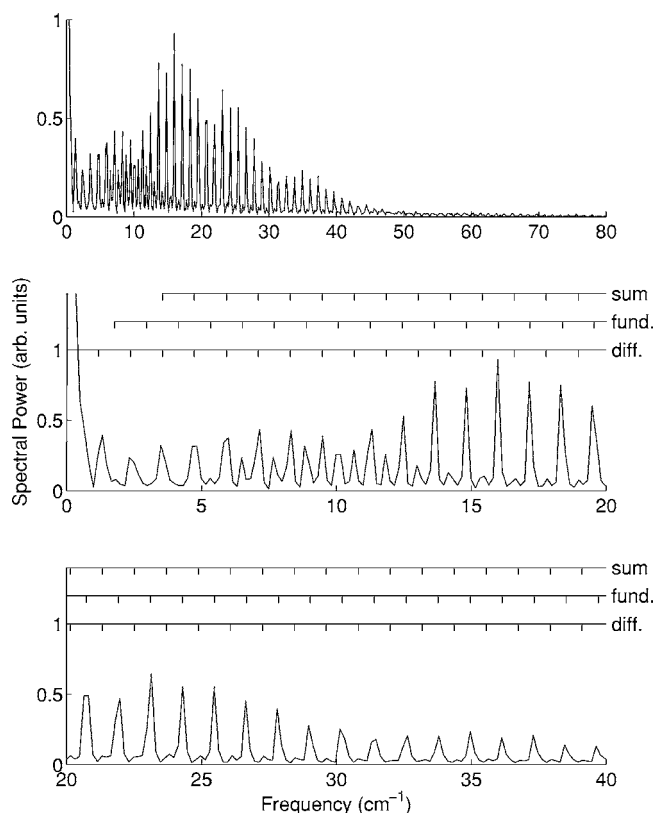 1
0.5
0
0 10 20 30 40 50 60 70 80
Spectral Power (arb. units)
sum
fund.
diff.
1
0.5
0
0 5 10 15 20
sum
fund.
diff.
1
0.5
0
20 25 30 35 40
Frequency (cm⁻¹)